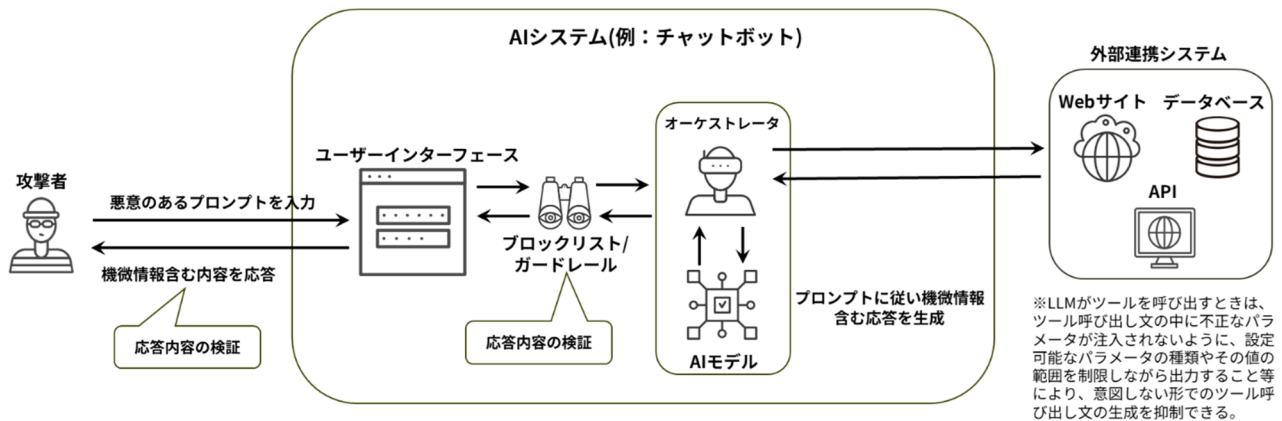 AIシステム(例：チャットボット)
外部連携システム
Webサイト データベース
API
オーケストレータ
ユーザーインターフェース
攻撃者
悪意のあるプロンプトを入力
機微情報含む内容を応答
応答内容の検証
ブロックリスト/
ガードレール
応答内容の検証
AIモデル
プロンプトに従い機微情報
含む応答を生成
※LLMがツールを呼び出すときは、
ツール呼び出し文の中に不正なパラ
メータが注入されないように、設定
可能なパラメータの種類やその値の
範囲を制限しながら出力すること等
により、意図しない形でのツール呼
び出し文の生成を抑制できる。